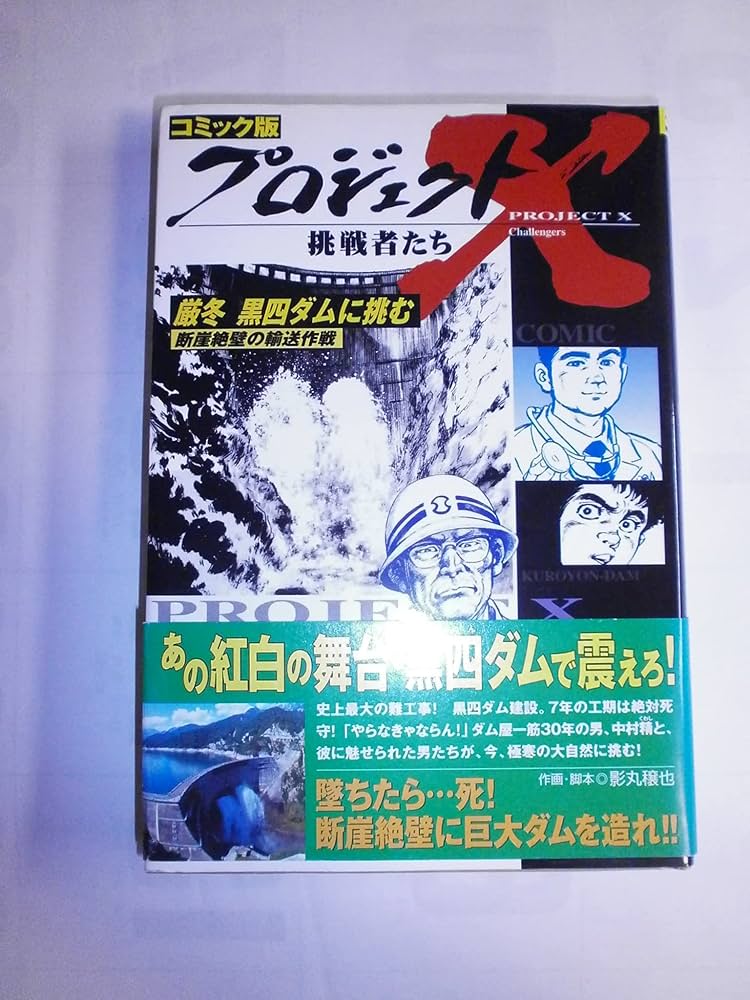 コミック版
プロジェクトX
PROJECT X
Challengers
挑戦者たち
厳冬 黒四ダムに挑む
断崖絶壁の輸送作戦
COMIC
KUROYON-DAM
PROJECT X
あの紅白の舞台 黒四ダムで震えろ!
史上最大の難工事! 黒四ダム建設。7年の工期は絶対死
守!「やらなきゃならん!」ダム屋一筋30年の男、中村精と、
くわし
彼に魅せられた男たちが、今、極寒の大自然に挑む!
作画・脚本◎影丸穣也
墜ちたら…死!
断崖絶壁に巨大ダムを造れ!!